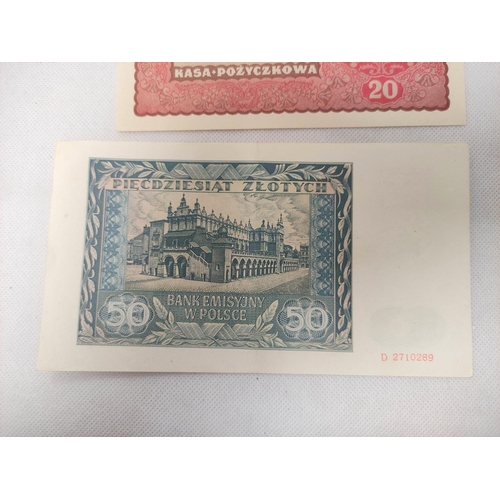 KASA·POŻYCZKOWA
20
PIĘĆDZIESIĄT ZŁOTYCH
50
BANK EMISYJNY
W POLSCE
50
D 2710289